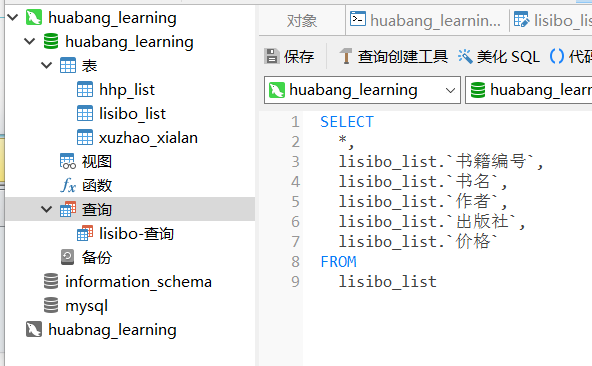 huabang_learning
huabang_learning
表
hhp_list
lisibo_list
xuzhao_xialan
视图
fx 函数
查询
lisibo-查询
备份
information_schema
mysql
huabnag_learning
对象
huabang_learnin...
lisibo_lis
保存
查询创建工具
美化 SQL
() 代码
huabang_learning
huabang_learn
1 SELECT
2 *,
3 lisibo_list.`书籍编号`,
4 lisibo_list.`书名`,
5 lisibo_list.`作者`,
6 lisibo_list.`出版社`,
7 lisibo_list.`价格`
8 FROM
9 lisibo_list